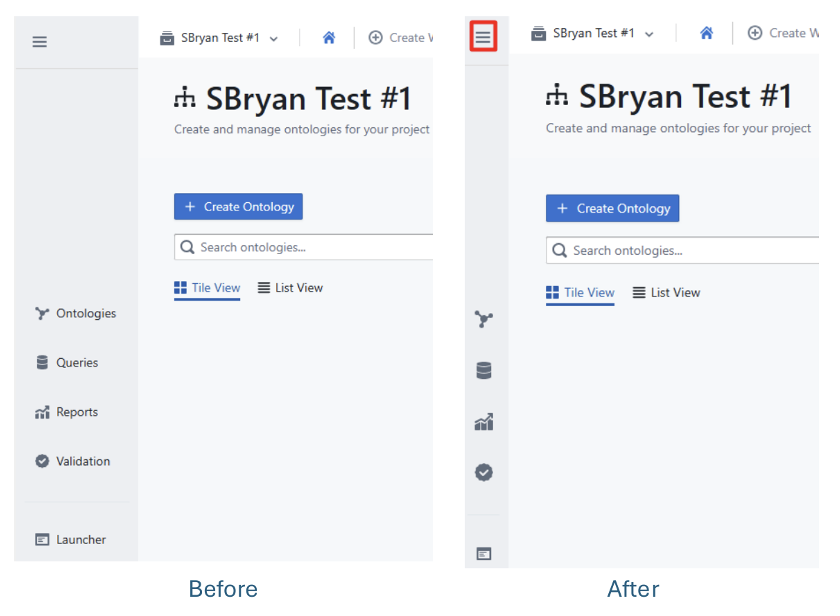 SBryan Test #1
Create W
SBryan Test #1
Create and manage ontologies for your project
+ Create Ontology
Search ontologies...
Tile View
List View
Ontologies
Queries
Reports
Validation
Launcher
Before
SBryan Test #1
Create W
SBryan Test #1
Create and manage ontologies for your project
+ Create Ontology
Search ontologies...
Tile View
List View
After